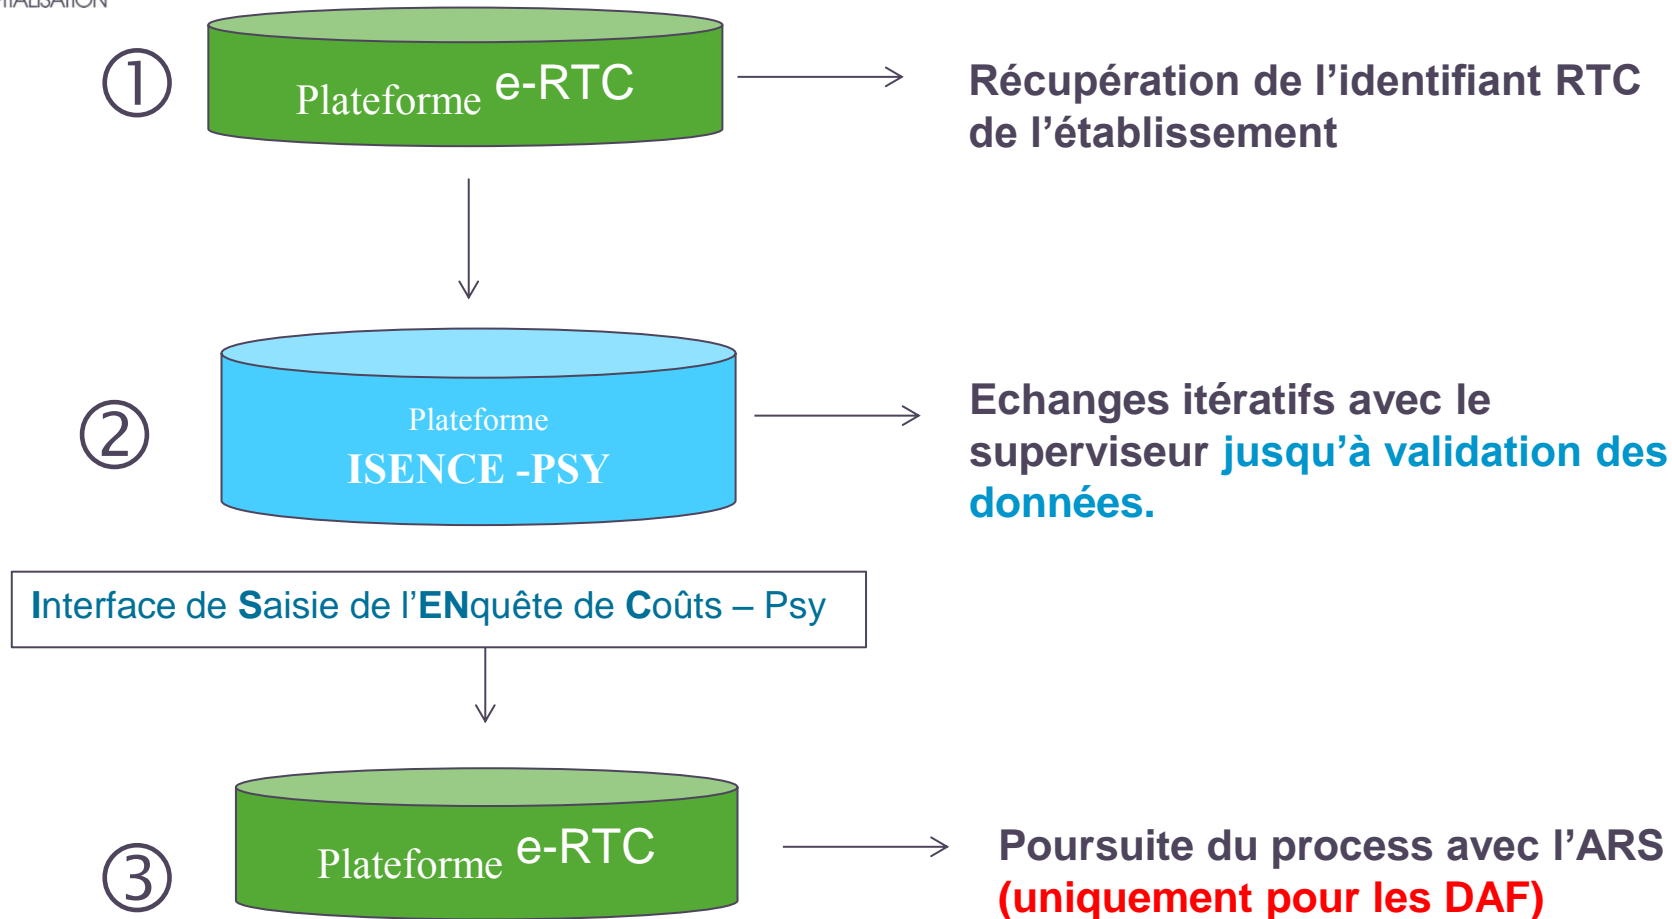 ①
Plateforme e-RTC
Récupération de l’identifiant RTC
de l’établissement
②
Plateforme
ISENCE -PSY
Echanges itératifs avec le
superviseur jusqu’à validation des
données.
Interface de Saisie de l’ENquête de Coûts – Psy
③
Plateforme e-RTC
Poursuite du process avec l’ARS
(uniquement pour les DAF)